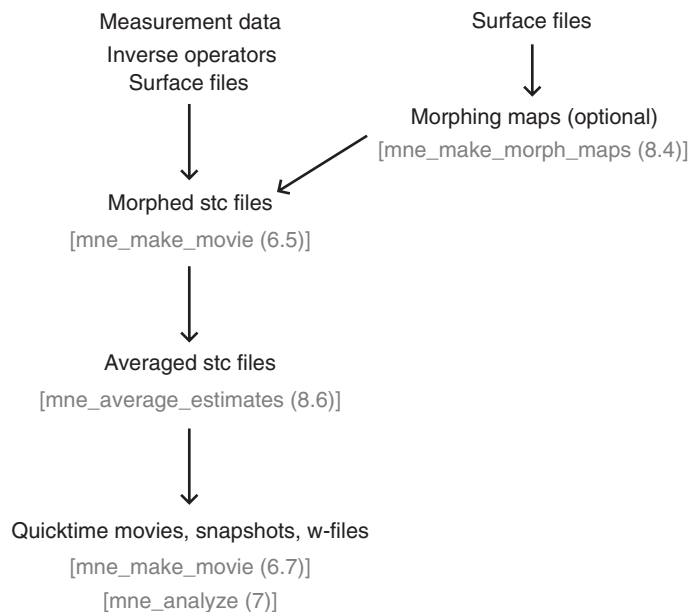 Measurement data
Inverse operators
Surface files
Surface files
Morphing maps (optional)
[mne_make_morph_maps (8.4)]
Morphed stc files
[mne_make_movie (6.5)]
Averaged stc files
[mne_average_estimates (8.6)]
Quicktime movies, snapshots, w-files
[mne_make_movie (6.7)]
[mne_analyze (7)]